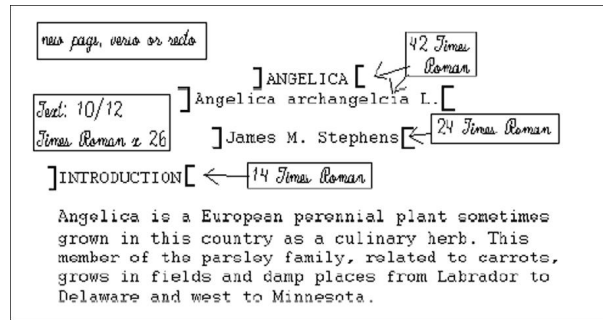 new page, verso or recto
42 Times
Roman
]ANGELICA[
]Angelica archangelcia L.[
Text: 10/12
Times Roman x 26
]James M. Stephens[
24 Times Roman
]INTRODUCTION[
14 Times Roman
Angelica is a European perennial plant sometimes
grown in this country as a culinary herb. This
member of the parsley family, related to carrots,
grows in fields and damp places from Labrador to
Delaware and west to Minnesota.